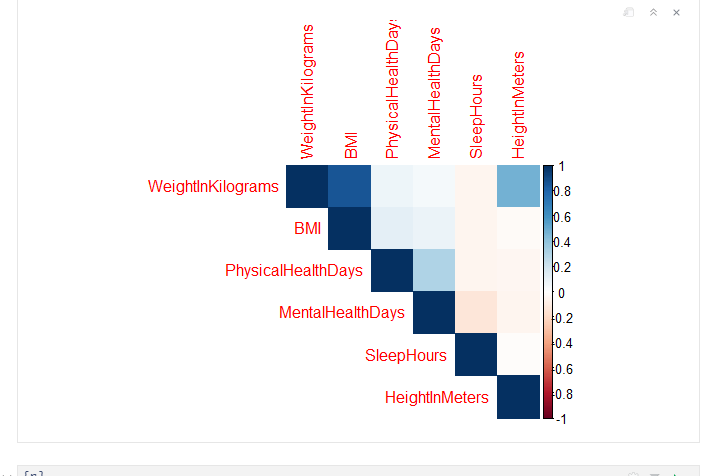 WeightInKilograms
BMI
PhysicalHealthDays
MentalHealthDays
SleepHours
HeightInMeters
WeightInKilograms
BMI
PhysicalHealthDays
MentalHealthDays
SleepHours
HeightInMeters
1
0.8
0.6
0.4
0.2
0
-0.2
-0.4
-0.6
-0.8
-1